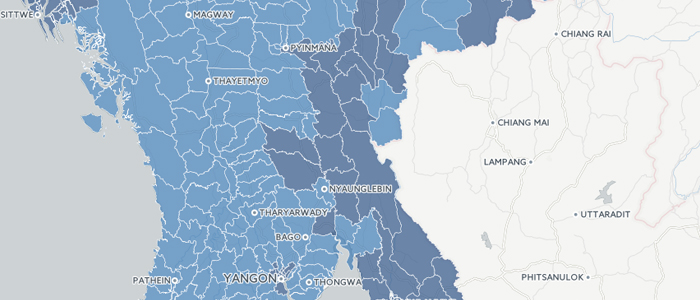 SITTWE
MAGWAY
CHIANG RAI
PYINMANA
THAYETMYO
CHIANG MAI
LAMPANG
NYAUNGLEBIN
THARYARWADY
UTTARADIT
BAGO
PATHEIN
YANGON
THONGWA
PHITSANULOK